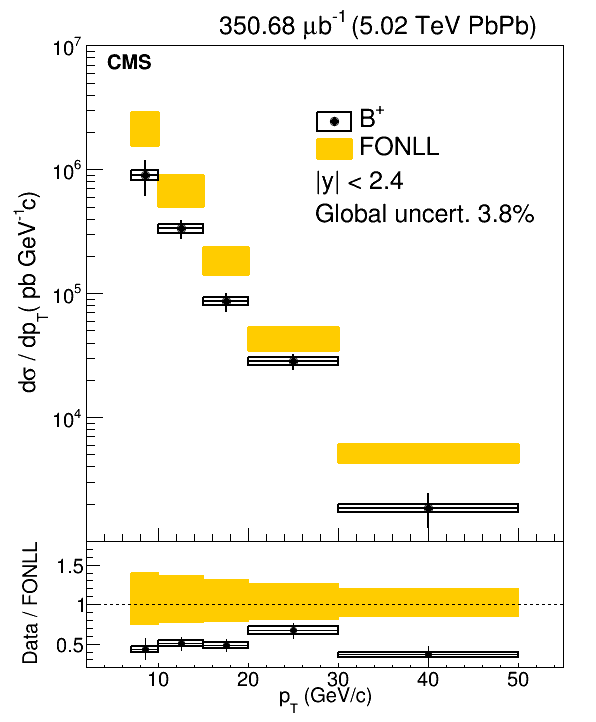 350.68 μb⁻¹ (5.02 TeV PbPb)
CMS
B⁺
FONLL
|y| < 2.4
Global uncert. 3.8%
dσ / dp_T( pb GeV⁻¹c)
10⁷
10⁶
10⁵
10⁴
Data / FONLL
1.5
1
0.5
10 20 30 40 50
p_T (GeV/c)